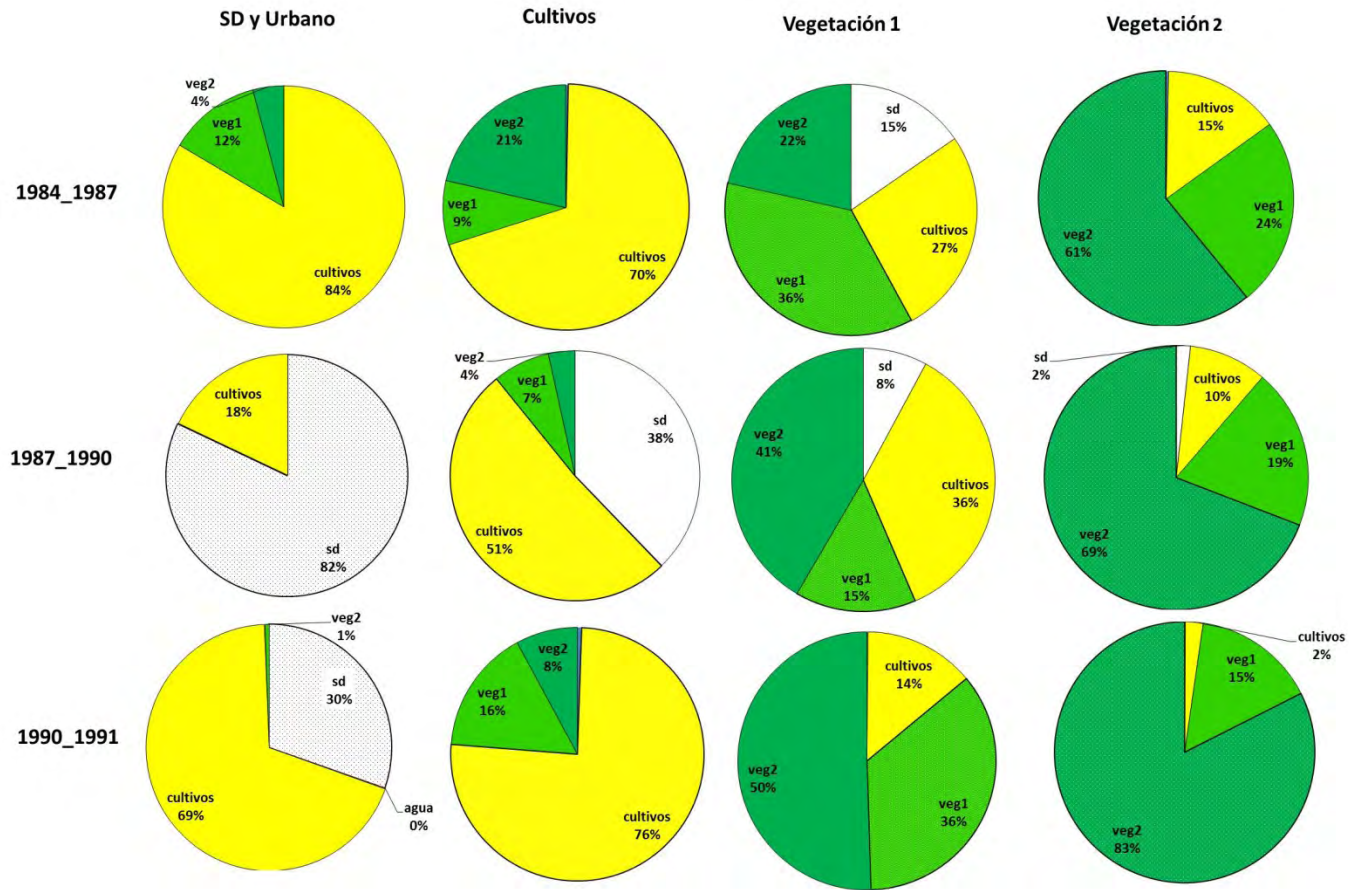 SD y Urbano
Cultivos
Vegetación 1
Vegetación 2
1984_1987
veg2
4%
veg1
12%
cultivos
84%
veg2
21%
veg1
9%
cultivos
70%
sd
15%
veg2
22%
cultivos
27%
veg1
36%
cultivos
15%
veg1
24%
veg2
61%
1987_1990
cultivos
18%
sd
82%
veg2
4%
veg1
7%
sd
38%
cultivos
51%
sd
8%
veg2
41%
cultivos
36%
veg1
15%
sd
2%
cultivos
10%
veg1
19%
veg2
69%
1990_1991
veg2
1%
sd
30%
cultivos
69%
agua
0%
veg2
8%
veg1
16%
cultivos
76%
cultivos
14%
veg2
50%
veg1
36%
cultivos
2%
veg1
15%
veg2
83%